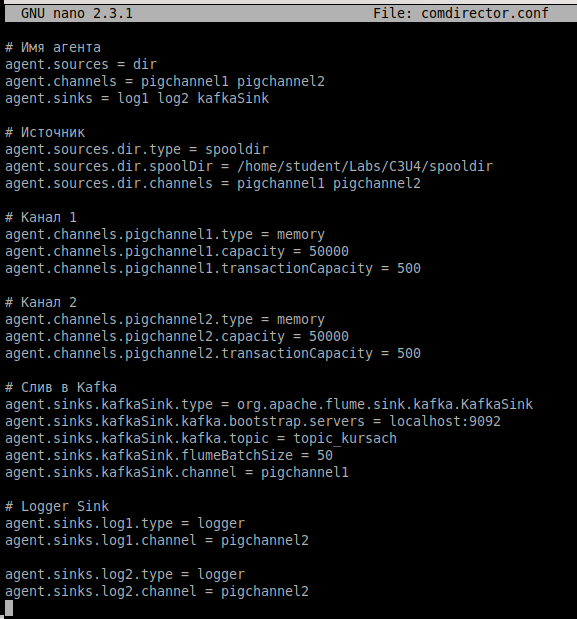 GNU nano 2.3.1 File: comdirector.conf
# Имя агента
agent.sources = dir
agent.channels = pigchannel1 pigchannel2
agent.sinks = log1 log2 kafkaSink
# Источник
agent.sources.dir.type = spooldir
agent.sources.dir.spoolDir = /home/student/Labs/C3U4/spooldir
agent.sources.dir.channels = pigchannel1 pigchannel2
# Канал 1
agent.channels.pigchannel1.type = memory
agent.channels.pigchannel1.capacity = 50000
agent.channels.pigchannel1.transactionCapacity = 500
# Канал 2
agent.channels.pigchannel2.type = memory
agent.channels.pigchannel2.capacity = 50000
agent.channels.pigchannel2.transactionCapacity = 500
# Слив в Kafka
agent.sinks.kafkaSink.type = org.apache.flume.sink.kafka.KafkaSink
agent.sinks.kafkaSink.kafka.bootstrap.servers = localhost:9092
agent.sinks.kafkaSink.kafka.topic = topic_kursach
agent.sinks.kafkaSink.flumeBatchSize = 50
agent.sinks.kafkaSink.channel = pigchannel1
# Logger Sink
agent.sinks.log1.type = logger
agent.sinks.log1.channel = pigchannel2
agent.sinks.log2.type = logger
agent.sinks.log2.channel = pigchannel2